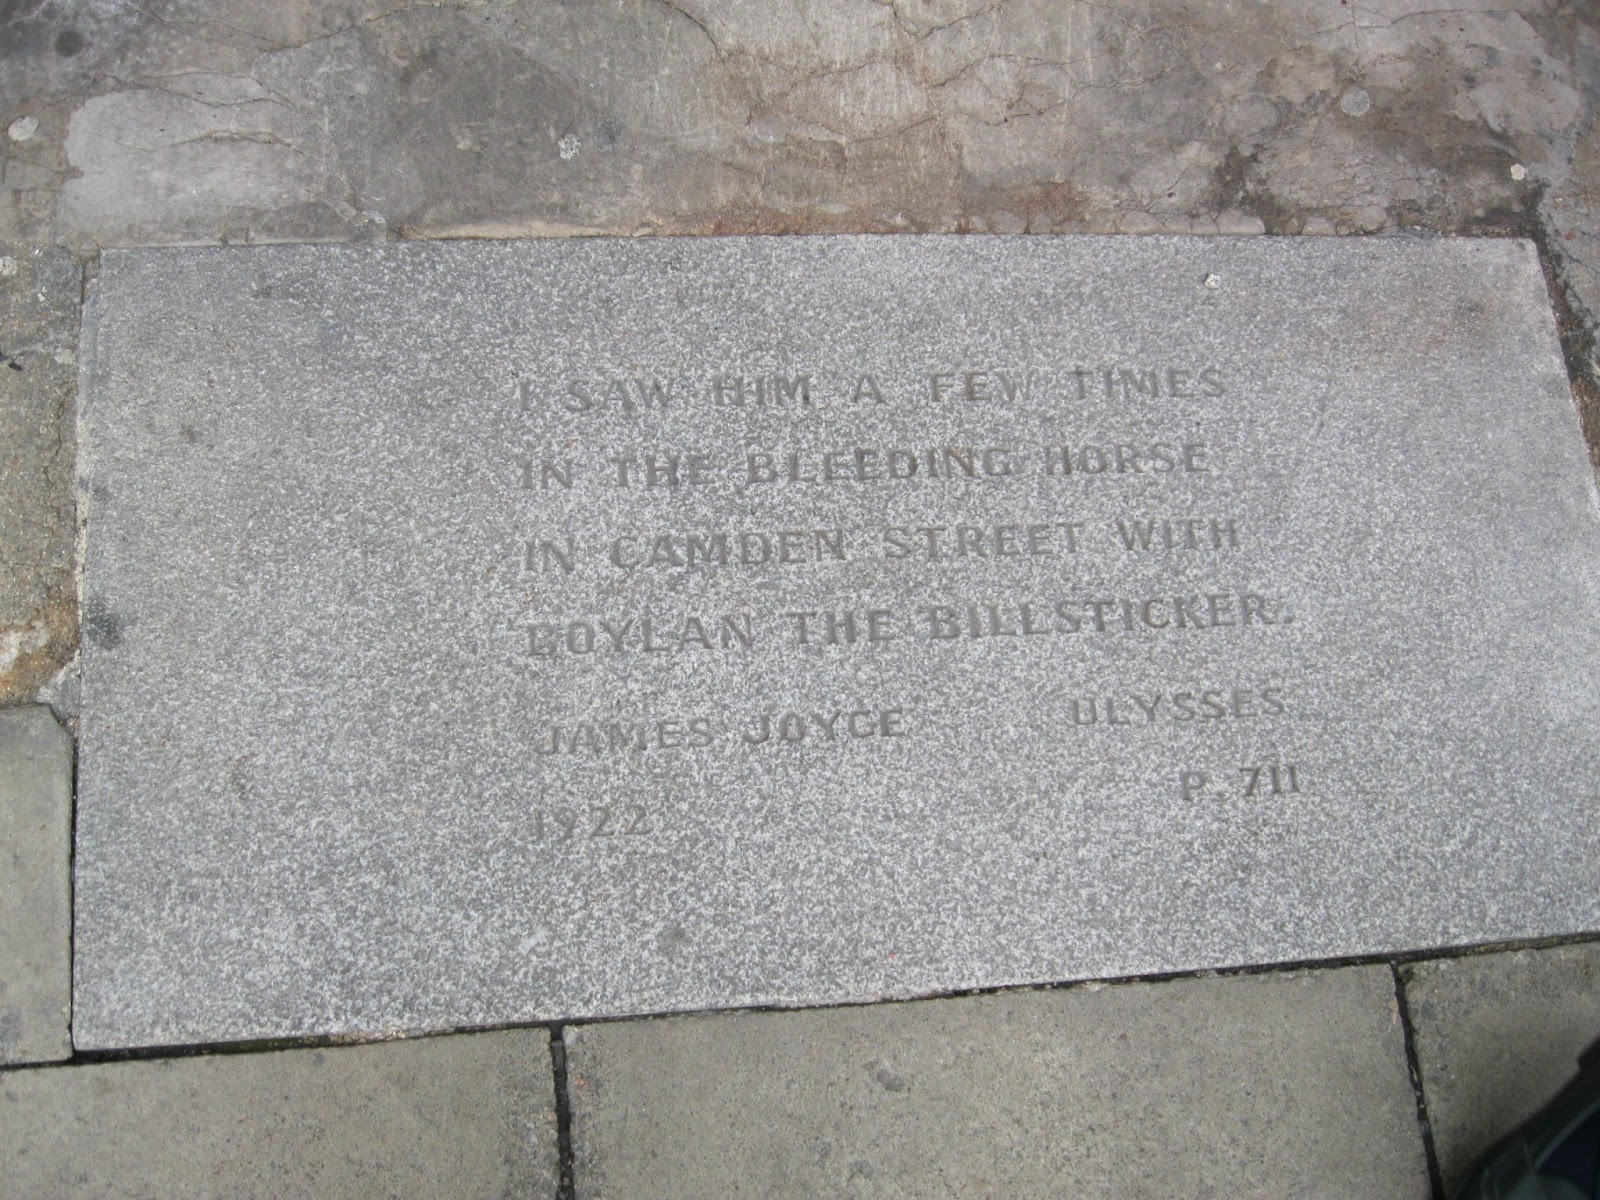 I SAW HIM A FEW TIMES
IN THE BLEEDING HORSE
IN CAMDEN STREET WITH
BOYLAN THE BILLSTICKER.
JAMES JOYCE ULYSSES
1922 P. 711